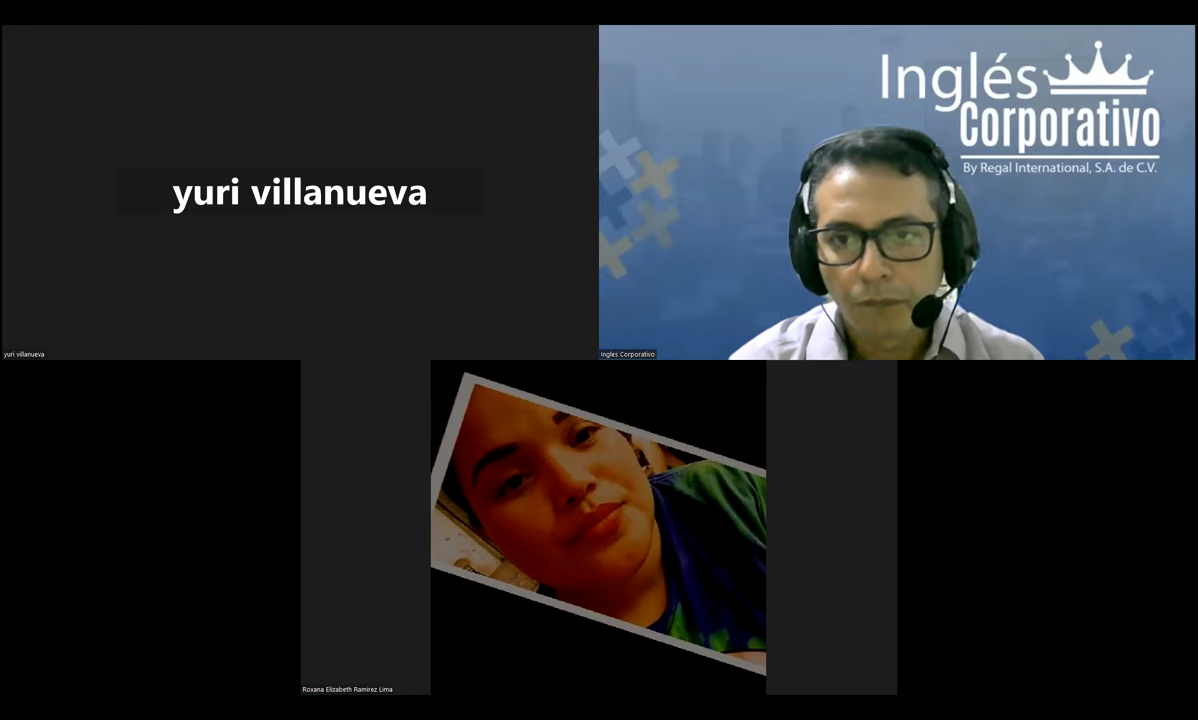 yuri villanueva
yuri villanueva
Inglés
Corporativo
By Regal International, S.A. de C.V.
Ingles Corporativo
Roxana Elizabeth Ramirez Lima